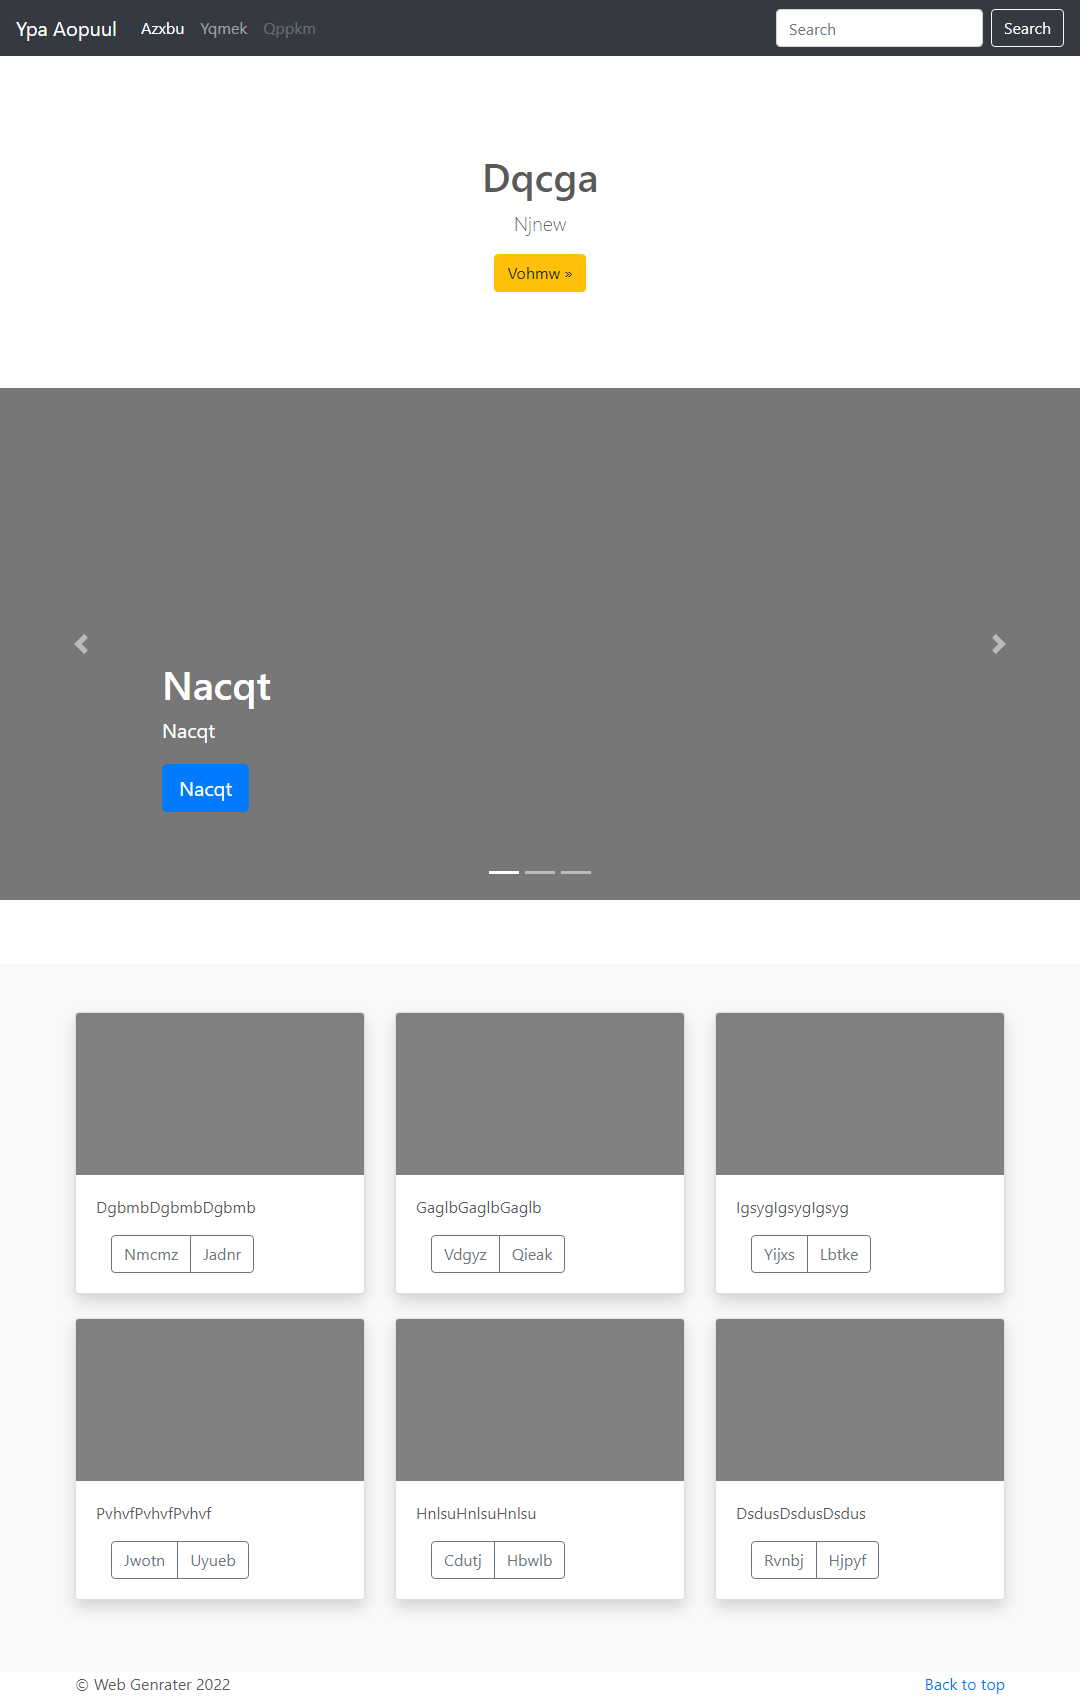 Ypa Aopuul Azxbu Yqmek Qppkm Search Search
Dqcga
Njnew
Vohmw »
Nacqt
Nacqt
Nacqt
DgbmbDgbmbDgbmb
Nmcmz Jadnr
GaglbGaglbGaglb
Vdgyz Qieak
IgsygIgsygIgsyg
Yijxs Lbtke
PvhvfPvhvfPvhvf
Jwotn Uyueb
HnlsuHnlsuHnlsu
Cdutj Hbwlb
DsdusDsdusDsdus
Rvnbj Hjpyf
© Web Genrater 2022
Back to top